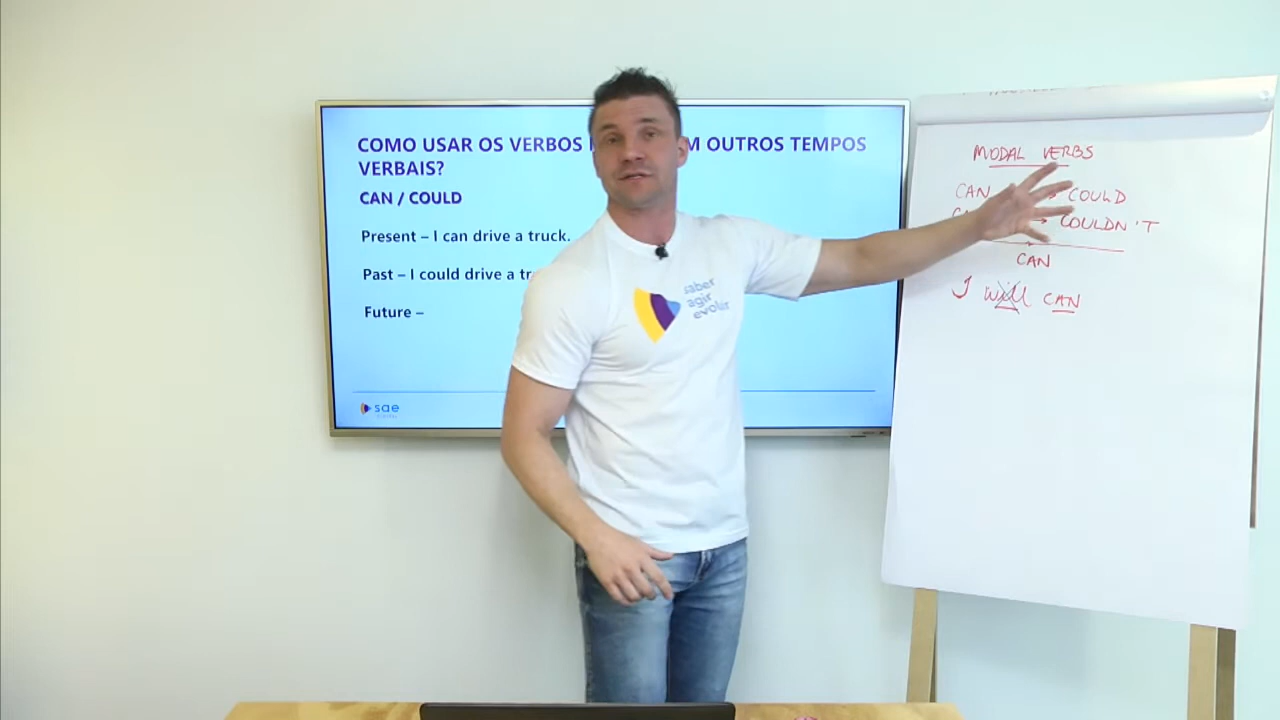 COMO USAR OS VERBOS M OUTROS TEMPOS
VERBAIS?
CAN / COULD
Present – I can drive a truck.
Past – I could drive a
Future –
sae
saber
agir
evoluir
MODAL VERBS
CAN → COULD
→ COULDN'T
CAN
I will CAN